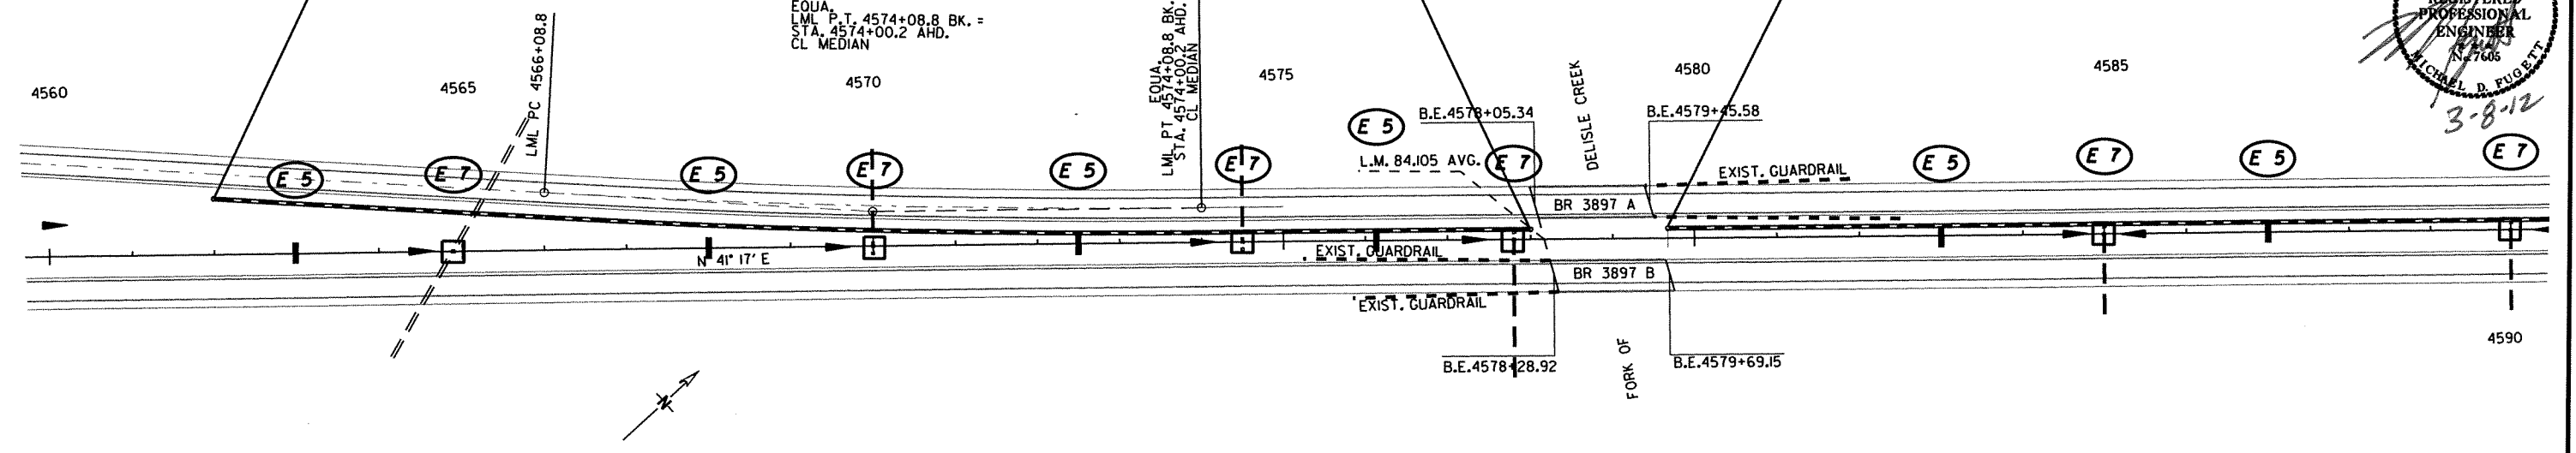 EQUA.
LML P.T. 4574+08.8 BK. =
STA. 4574+00.2 AHD.
CL MEDIAN
LML PC 4566+08.8
EQUA.
LML PT 4574+08.8 BK.
STA. 4574+00.2 AHD.
CL MEDIAN
REGISTERED
PROFESSIONAL
ENGINEER
No. 7605
MICHAEL D. FUGETT
3-8-12
4560
4565
4570
4575
4580
4585
DELISLE CREEK
B.E.4578+05.34
B.E.4579+45.58
E 5
E 5
E 7
E 5
E 7
E 5
E 7
L.M. 84.105 AVG.
E 7
EXIST. GUARDRAIL
E 5
E 7
E 5
E 7
BR 3897 A
N 41° 17' E
EXIST. GUARDRAIL
BR 3897 B
EXIST. GUARDRAIL
B.E.4578+28.92
FORK OF
B.E.4579+69.15
4590
N